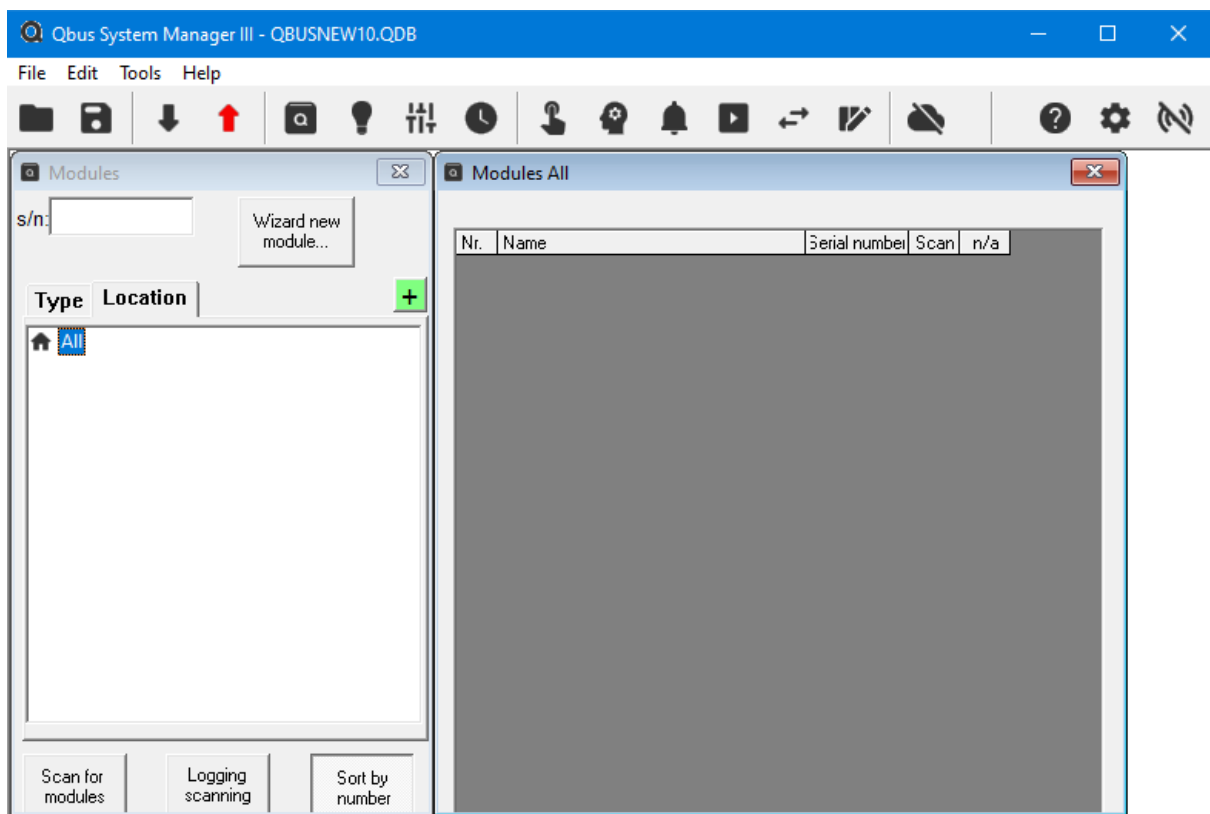 Qbus System Manager III - QBUSNEW10.QDB
File Edit Tools Help
Modules
Modules All
s/n:
Wizard new
module...
Nr. Name Serial number Scan n/a
Type Location +
All
Scan for
modules
Logging
scanning
Sort by
number